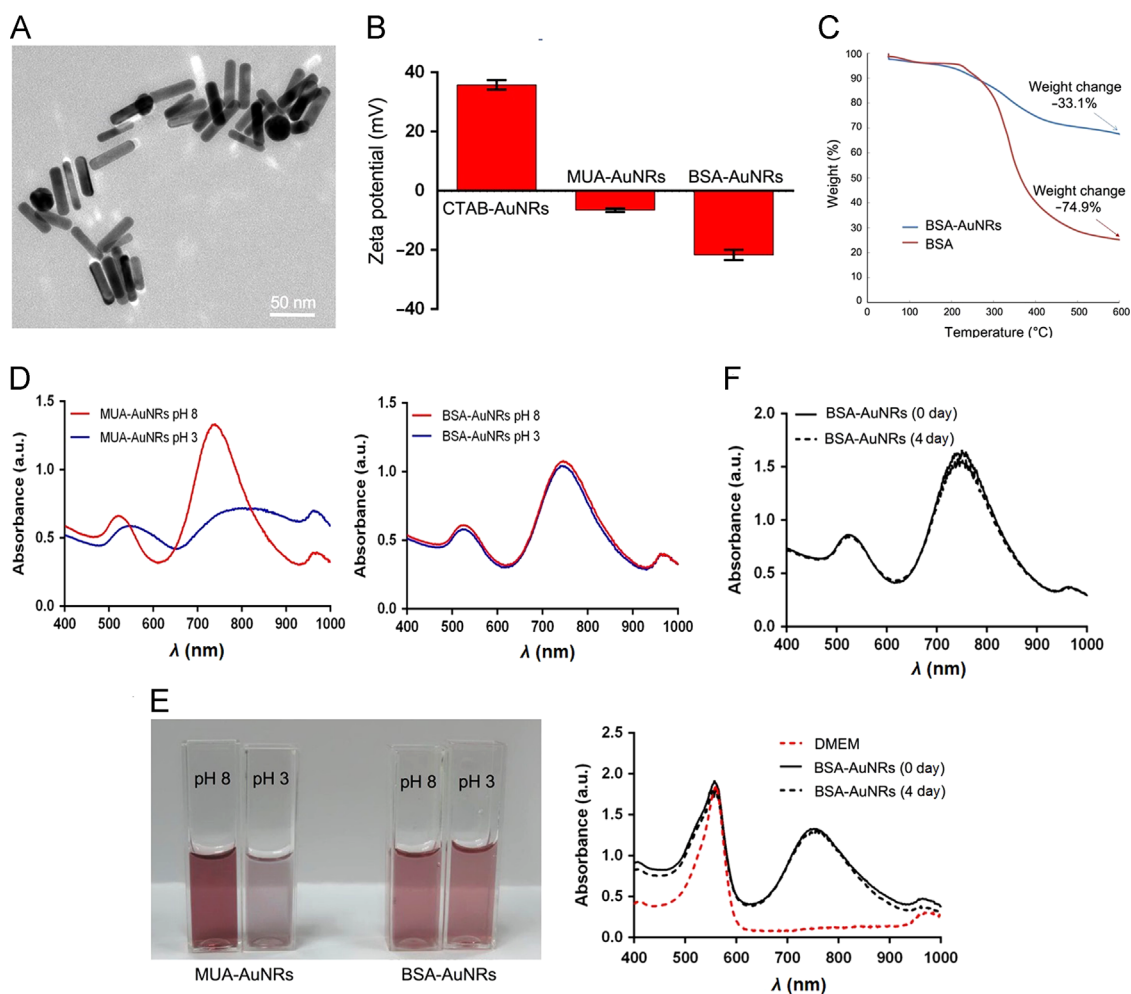 A
50 nm
B
Zeta potential (mV)
40
20
0
–20
–40
CTAB-AuNRs
MUA-AuNRs
BSA-AuNRs
C
Weight (%)
100
90
80
70
60
50
40
30
20
10
0
0
100
200
300
400
500
600
Temperature (°C)
Weight change
–33.1%
Weight change
–74.9%
BSA-AuNRs
BSA
D
MUA-AuNRs pH 8
MUA-AuNRs pH 3
Absorbance (a.u.)
1.5
1.0
0.5
0.0
400 500 600 700 800 900 1000
λ (nm)
BSA-AuNRs pH 8
BSA-AuNRs pH 3
Absorbance (a.u.)
1.5
1.0
0.5
0.0
400 500 600 700 800 900 1000
λ (nm)
F
BSA-AuNRs (0 day)
BSA-AuNRs (4 day)
Absorbance (a.u.)
2.0
1.5
1.0
0.5
0.0
400 500 600 700 800 900 1000
λ (nm)
E
pH 8
pH 3
pH 8
pH 3
MUA-AuNRs
BSA-AuNRs
DMEM
BSA-AuNRs (0 day)
BSA-AuNRs (4 day)
Absorbance (a.u.)
2.5
2.0
1.5
1.0
0.5
0.0
400 500 600 700 800 900 1000
λ (nm)